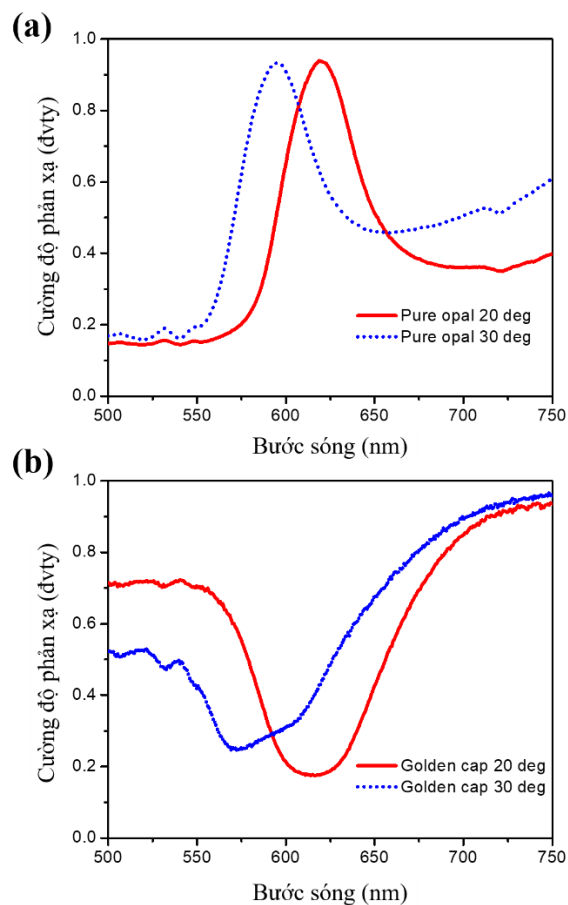 (a)
Cường độ phản xạ (đvty)
1.0
0.8
0.6
0.4
0.2
0.0
Pure opal 20 deg
Pure opal 30 deg
500 550 600 650 700 750
Bước sóng (nm)
(b)
Cường độ phản xạ (đvty)
1.0
0.8
0.6
0.4
0.2
0.0
Golden cap 20 deg
Golden cap 30 deg
500 550 600 650 700 750
Bước sóng (nm)